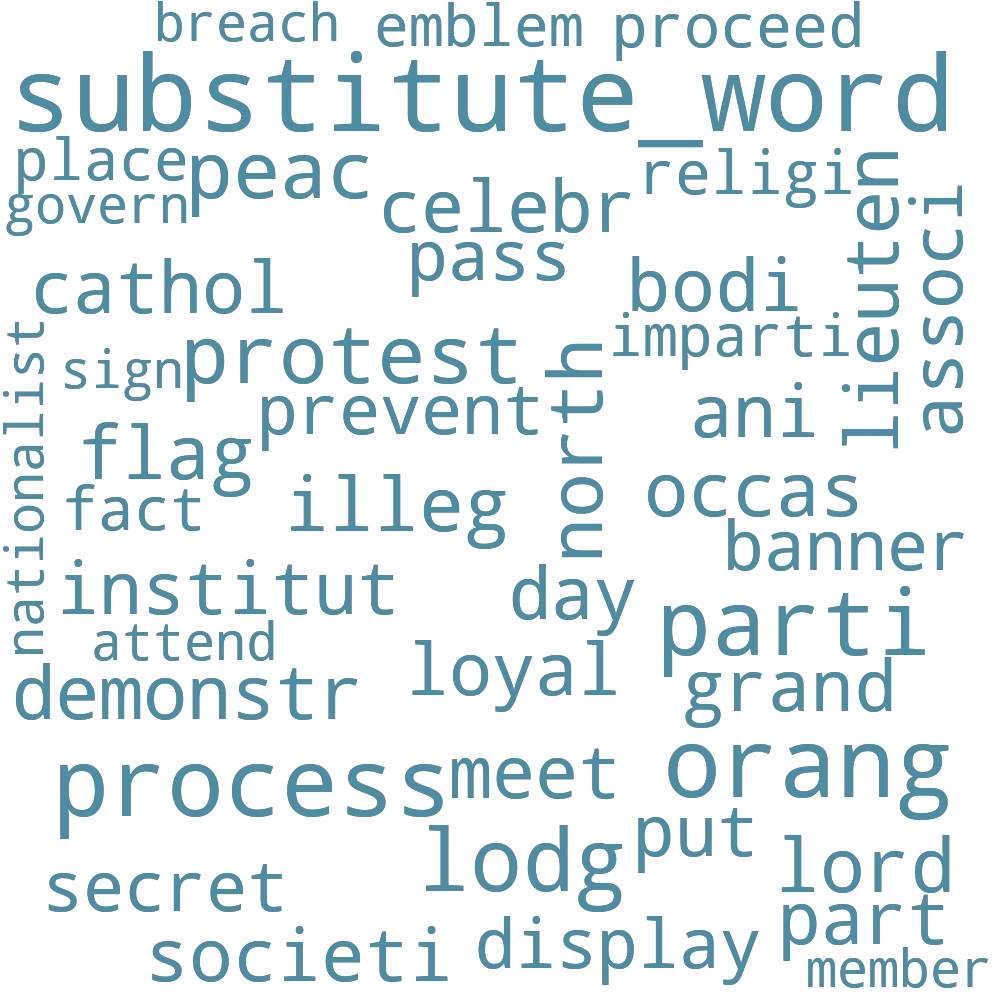 breach emblem proceed
substitute_word
place peac religi
govern celebr
pass lieuten associ
cathol bodi
imparti
nationalist sign protest north
prevent ani
flag
fact illeg occas
banner
institut day parti
attend
demonstr loyal grand
process meet orang
lodg put lord
secret part
societi display member